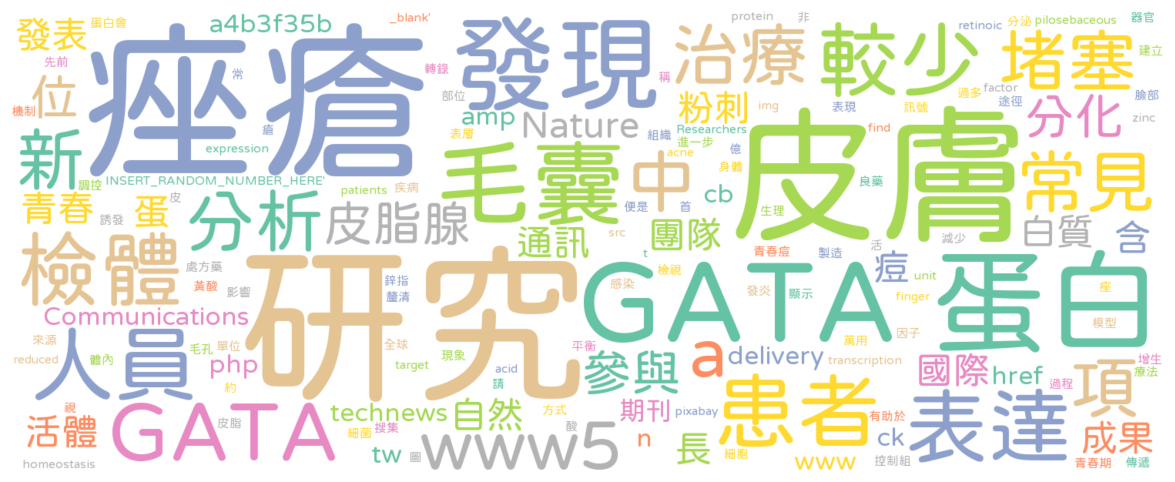 發表
蛋白會
a4b3f35b
_blank'
protein
非
retinoic
分泌
pilosebaceous
器官
先前
位
座瘡
常
轉錄
發現
部位
稱
治療
較少
堵塞
建立
臉部
機制
瘡
amp
Nature
粉刺
img
表現
訊號
過多
factor
途徑
分化
zinc
新
expression
表層
組織
Researchers
進一步
find
調控
INSERT_RANDOM_NUMBER_HERE'
毛囊
中
acne
億
身體
皮膚
良藥
常見
青春
誘發
蛋
皮
分析
patients
疾病
皮脂腺
便是
首
cb
生理
白質
含
通訊
src
團隊
t
青春痘
製造
減少
活
痘
檢體
處方藥
黃酸
影響
研究
鋅指
釐清
感染
檢視
發炎
顯示
GATA
unit
finger
蛋白
痤
模型
Communications
來源
reduced
人員
體內
毛孔
單位
php
約
全球
target
現象
acid
請
平衡
參與
a
delivery
萬用
因子
transcription
國際
href
過程
項
增生
療法
活體
視
GATA
皮脂
technews
細菌
搜集
tw
圖
自然
www5
方式
酸
期刊
n
pixabay
長
患者
細胞
www
有助於
ck
控制組
表達
成果
青春期
傳遞
homeostasis